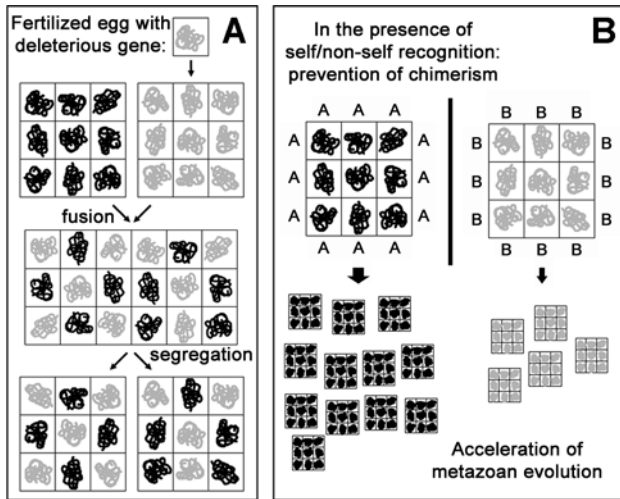 Fertilized egg with
deleterious gene:
A
fusion
segregation
In the presence of
self/non-self recognition:
prevention of chimerism
B
A A A
A A
A A
A A
A A A
B B B
B B
B B
B B
B B B
Acceleration of
metazoan evolution